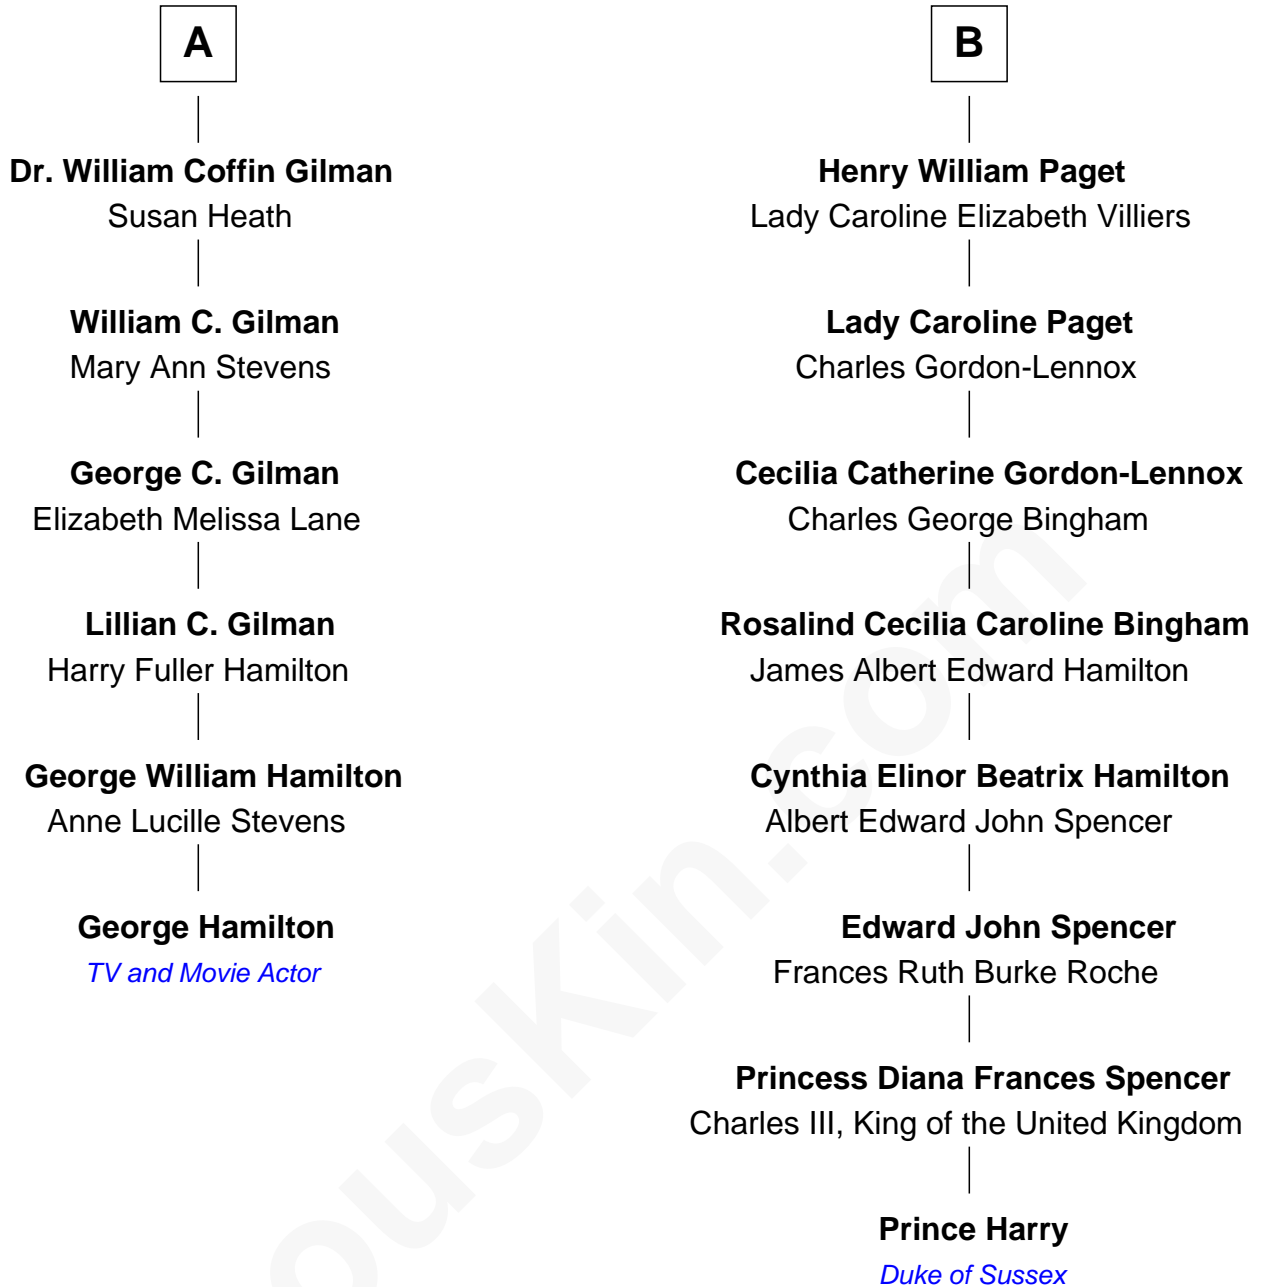 A
Dr. William Coffin Gilman
Susan Heath
William C. Gilman
Mary Ann Stevens
George C. Gilman
Elizabeth Melissa Lane
Lillian C. Gilman
Harry Fuller Hamilton
George William Hamilton
Anne Lucille Stevens
George Hamilton
TV and Movie Actor
B
Henry William Paget
Lady Caroline Elizabeth Villiers
Lady Caroline Paget
Charles Gordon-Lennox
Cecilia Catherine Gordon-Lennox
Charles George Bingham
Rosalind Cecilia Caroline Bingham
James Albert Edward Hamilton
Cynthia Elinor Beatrix Hamilton
Albert Edward John Spencer
Edward John Spencer
Frances Ruth Burke Roche
Princess Diana Frances Spencer
Charles III, King of the United Kingdom
Prince Harry
Duke of Sussex
ousKin.com